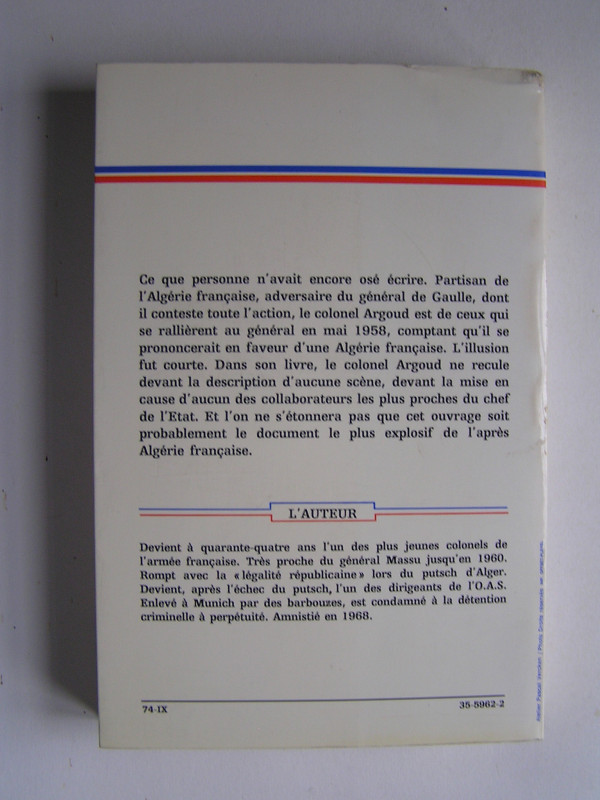 Ce que personne n'avait encore osé écrire. Partisan de
l'Algérie française, adversaire du général de Gaulle, dont
il conteste toute l'action, le colonel Argoud est de ceux qui
se rallièrent au général en mai 1958, comptant qu'il se
prononcerait en faveur d'une Algérie française. L'illusion
fut courte. Dans son livre, le colonel Argoud ne recule
devant la description d'aucune scène, devant la mise en
cause d'aucun des collaborateurs les plus proches du chef
de l'Etat. Et l'on ne s'étonnera pas que cet ouvrage soit
probablement le document le plus explosif de l'après
Algérie française.
L'AUTEUR
Devient à quarante-quatre ans l'un des plus jeunes colonels de
l'armée française. Très proche du général Massu jusqu'en 1960.
Rompt avec la «légalité républicaine» lors du putsch d'Alger.
Devient, après l'échec du putsch, l'un des dirigeants de l'O.A.S.
Enlevé à Munich par des barbouzes, est condamné à la détention
criminelle à perpétuité. Amnistié en 1968.
74-IX
35-5962-2
Atelier Pascal Vercken / Photo Droits réservés